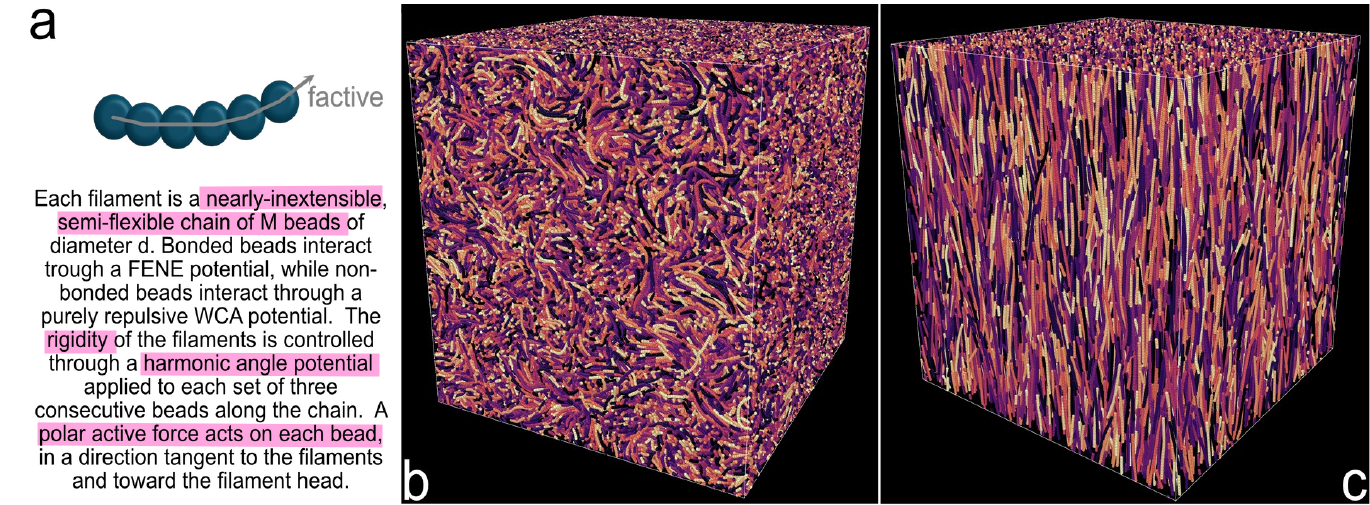 a
factive
Each filament is a nearly-inextensible,
semi-flexible chain of M beads of
diameter d. Bonded beads interact
trough a FENE potential, while non-
bonded beads interact through a
purely repulsive WCA potential. The
rigidity of the filaments is controlled
through a harmonic angle potential
applied to each set of three
consecutive beads along the chain. A
polar active force acts on each bead,
in a direction tangent to the filaments
and toward the filament head.
b
c